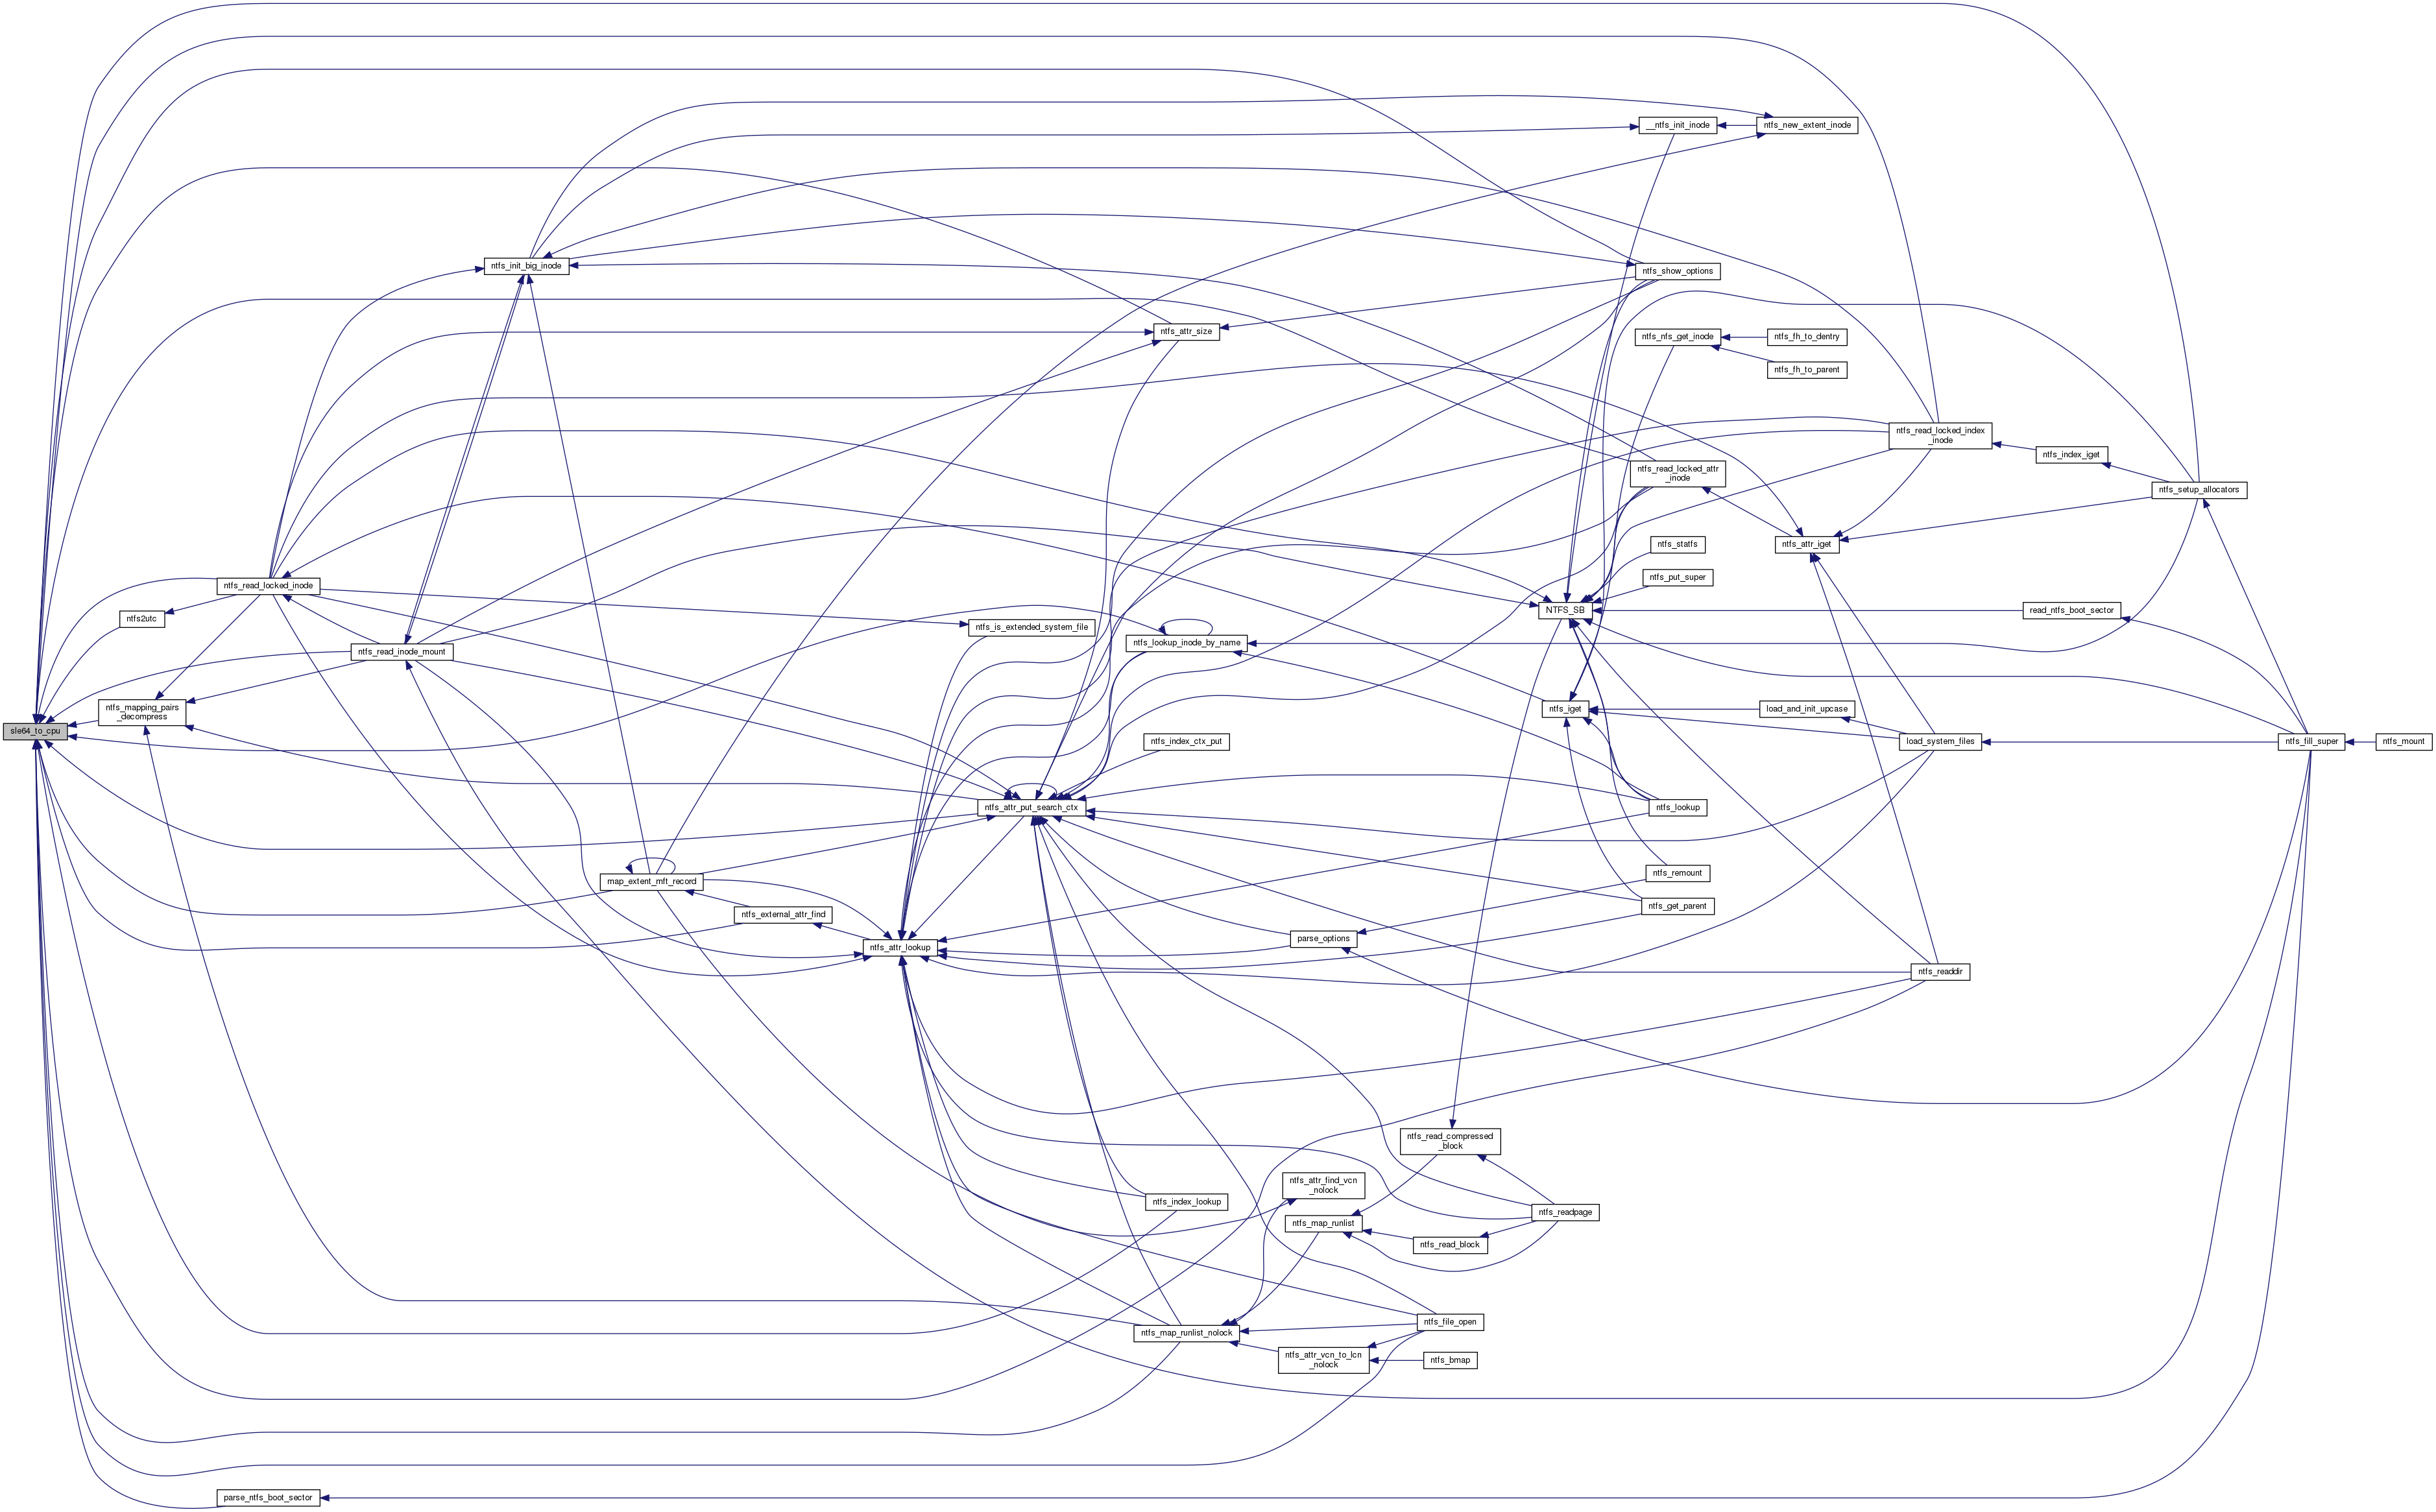 __ntfs_init_inode
ntfs_new_extent_inode
ntfs_init_big_inode
ntfs_show_options
ntfs_attr_size
ntfs_nfs_get_inode
ntfs_fh_to_dentry
ntfs_fh_to_parent
ntfs_read_locked_index
_inode
ntfs_index_iget
ntfs_read_locked_attr
_inode
ntfs_setup_allocators
ntfs_statfs
ntfs_attr_iget
ntfs_put_super
ntfs_read_locked_inode
ntfs2utc
NTFS_SB
read_ntfs_boot_sector
ntfs_is_extended_system_file
ntfs_lookup_inode_by_name
ntfs_read_inode_mount
ntfs_mapping_pairs
_decompress
ntfs_iget
load_and_init_upcase
sle64_to_cpu
ntfs_index_ctx_put
load_system_files
ntfs_fill_super
ntfs_mount
ntfs_attr_put_search_ctx
ntfs_lookup
map_extent_mft_record
ntfs_remount
ntfs_external_attr_find
ntfs_get_parent
ntfs_attr_lookup
parse_options
ntfs_readdir
ntfs_read_compressed
_block
ntfs_attr_find_vcn
_nolock
ntfs_index_lookup
ntfs_readpage
ntfs_map_runlist
ntfs_read_block
ntfs_file_open
ntfs_map_runlist_nolock
ntfs_attr_vcn_to_lcn
_nolock
ntfs_bmap
parse_ntfs_boot_sector